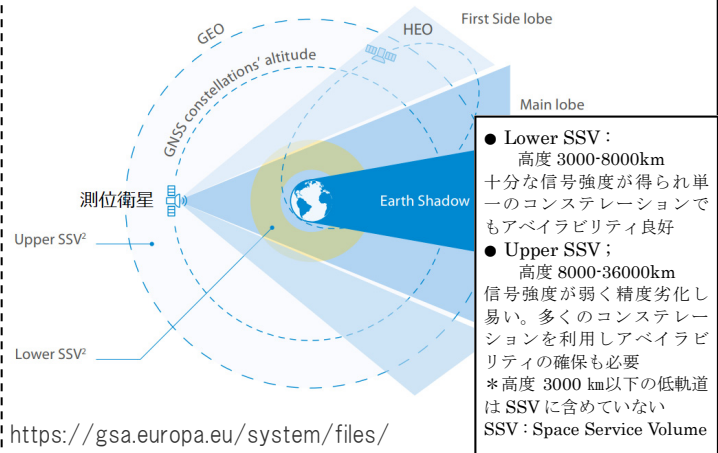 First Side lobe
GEO
HEO
GNSS constellations' altitude
Main lobe
測位衛星
Earth Shadow
Upper SSV²
Lower SSV²
● Lower SSV：
高度 3000-8000km
十分な信号強度が得られ単
一のコンステレーションで
もアベイラビリティ良好
● Upper SSV；
高度 8000-36000km
信号強度が弱く精度劣化し
易い。多くのコンステレー
ションを利用しアベイラビ
リティの確保も必要
＊高度 3000 ㎞以下の低軌道
は SSV に含めていない
SSV：Space Service Volume
https://gsa.europa.eu/system/files/